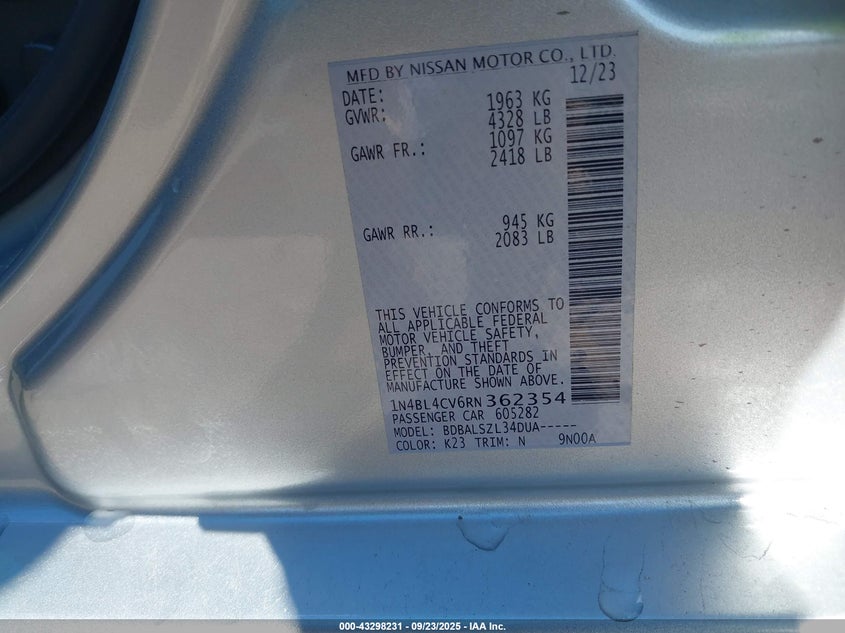 MFD BY NISSAN MOTOR CO., LTD.
DATE: 12/23
GVWR: 1963 KG
4328 LB
GAWR FR.: 1097 KG
2418 LB
GAWR RR.: 945 KG
2083 LB
THIS VEHICLE CONFORMS TO
ALL APPLICABLE FEDERAL
MOTOR VEHICLE SAFETY,
BUMPER, AND THEFT
PREVENTION STANDARDS IN
EFFECT ON THE DATE OF
MANUFACTURE SHOWN ABOVE.
1N4BL4CV6RN362354
PASSENGER CAR 605282
MODEL: BDBALSZL34DUA-----
COLOR: K23 TRIM: N 9N00A
000-43298231 - 09/23/2025 - IAA Inc.